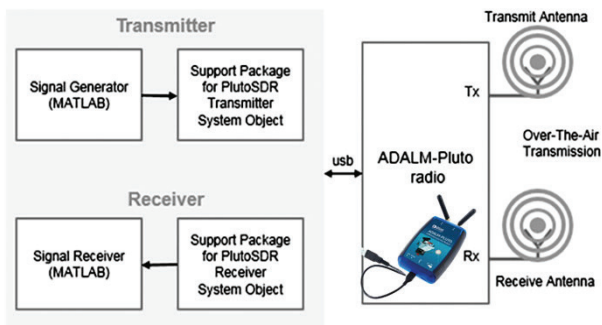 Transmitter
Signal Generator
(MATLAB)
Support Package
for PlutoSDR
Transmitter
System Object
Receiver
Signal Receiver
(MATLAB)
Support Package
for PlutoSDR
Receiver
System Object
usb
ADALM-Pluto
radio
Tx
Rx
Transmit Antenna
Over-The-Air
Transmission
Receive Antenna